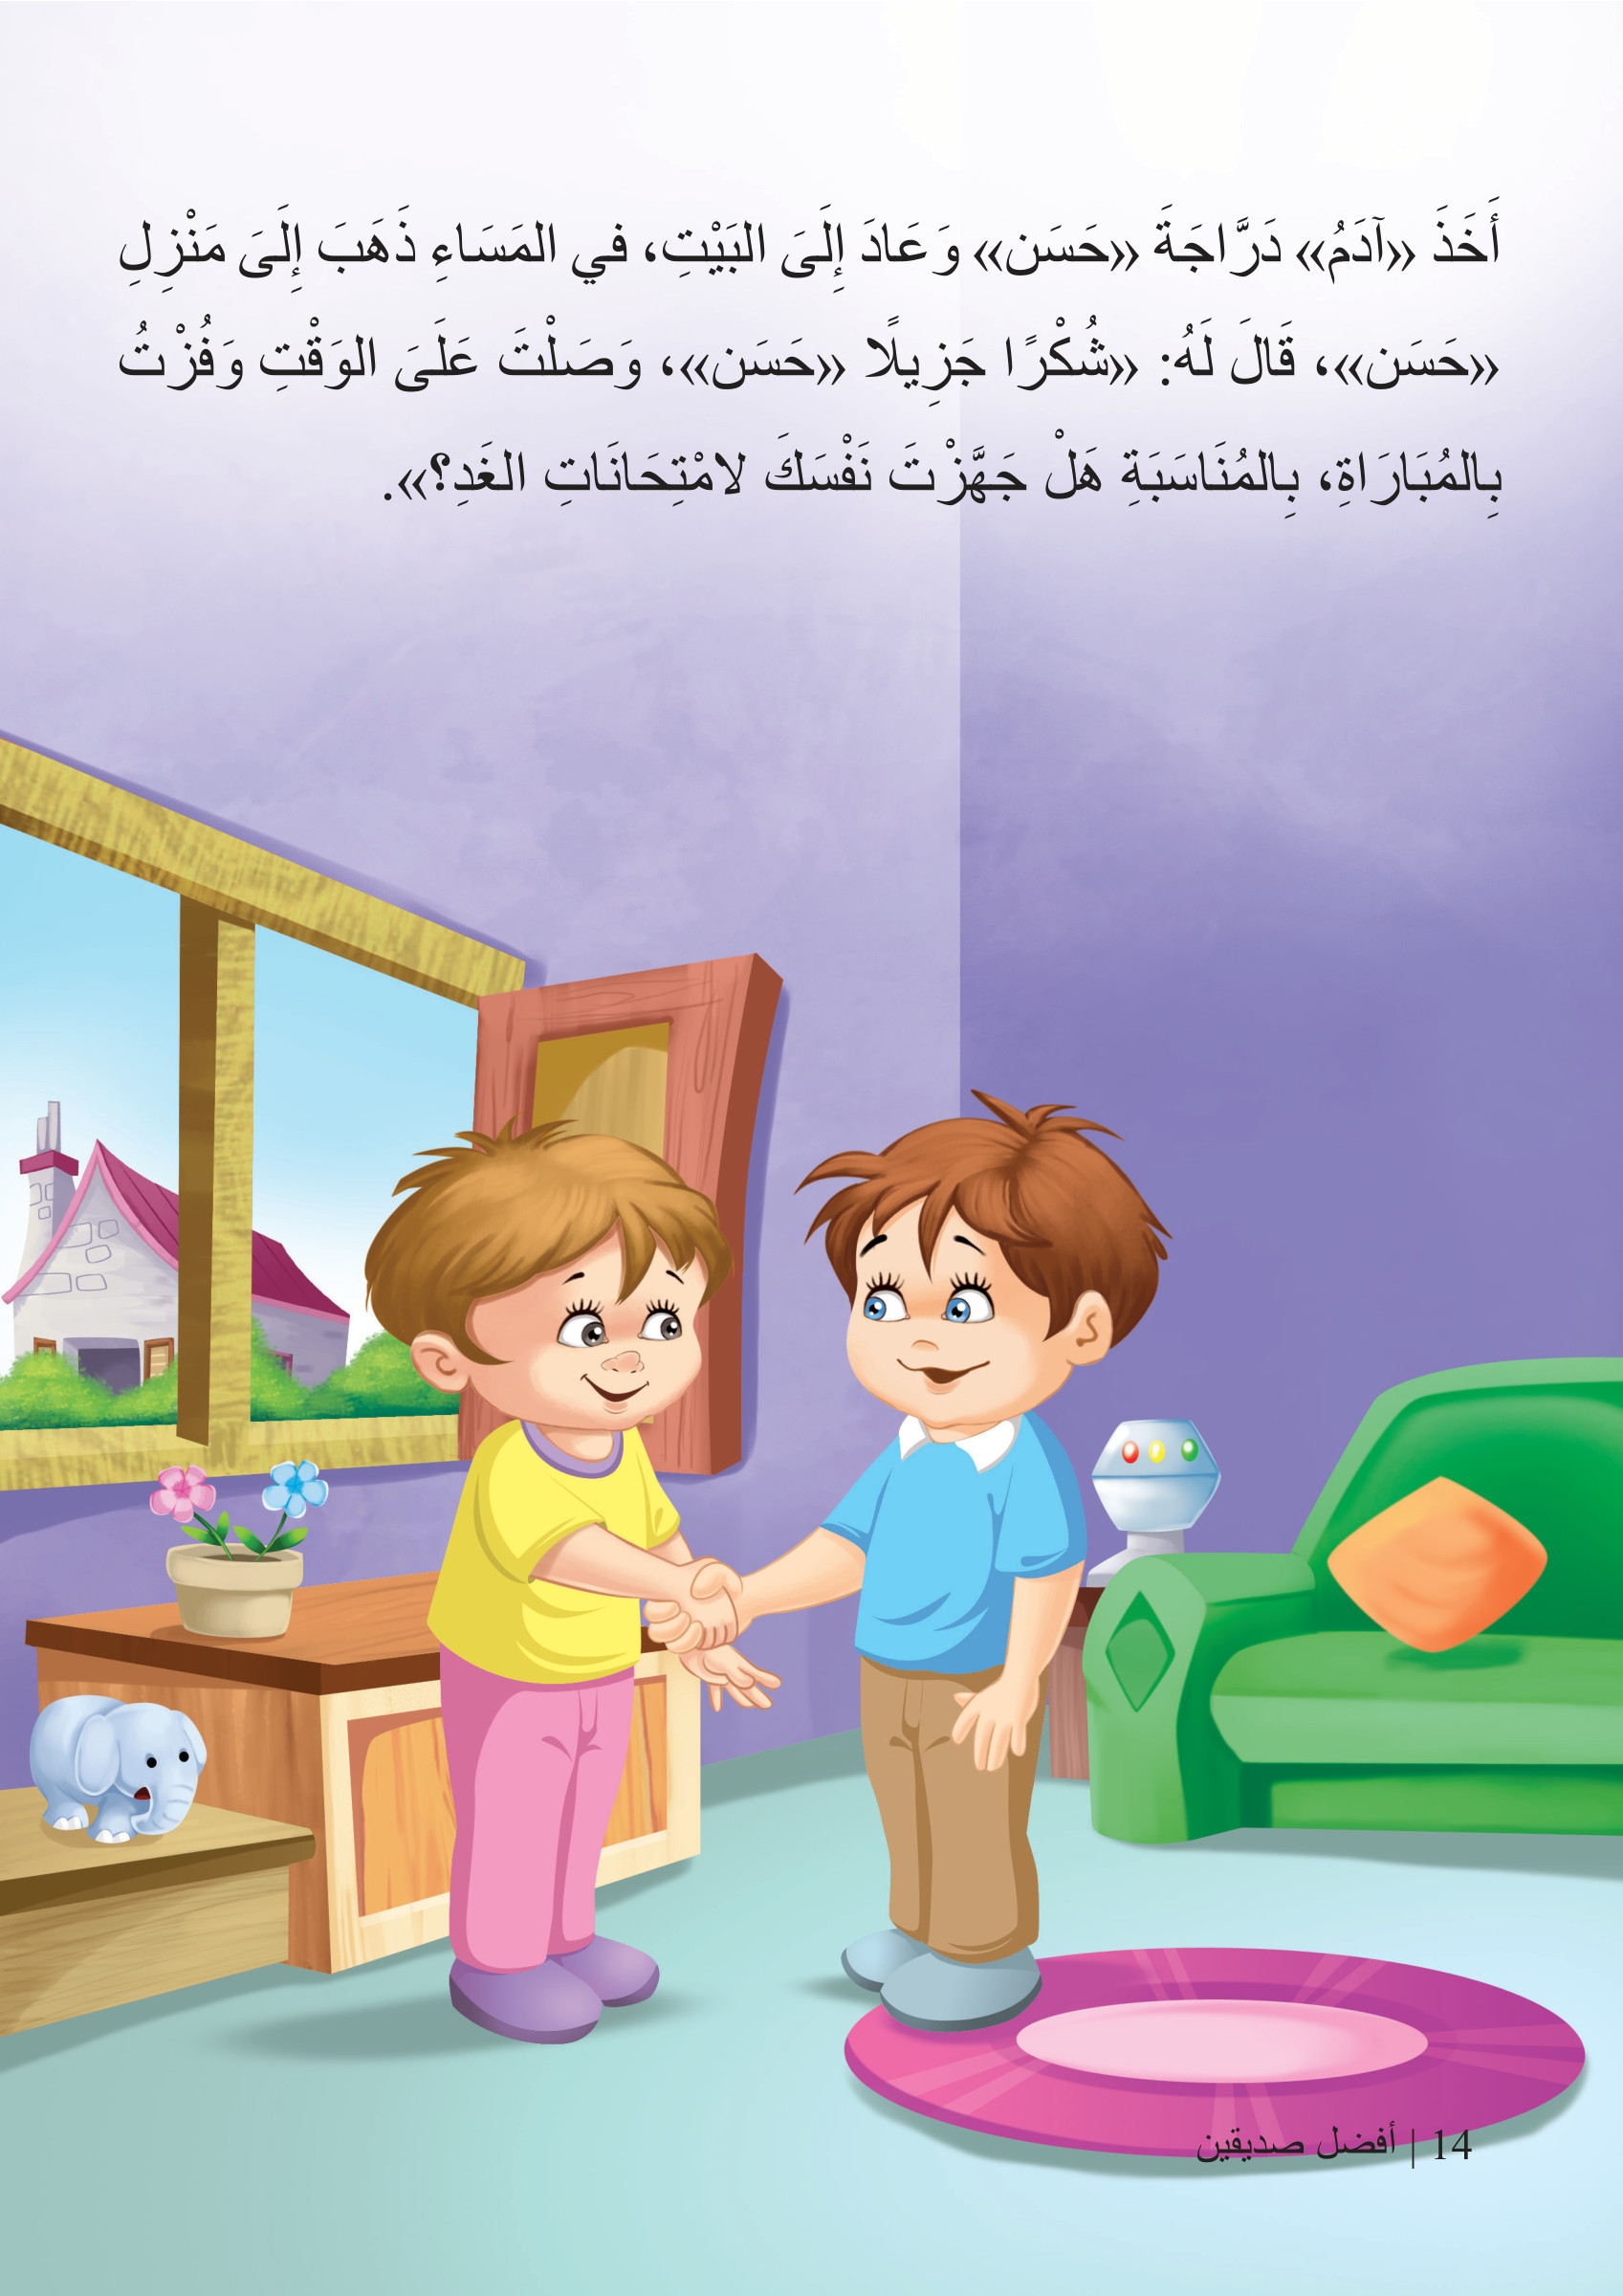 أَخَذَ «آدَمُ» دَرَّاجَةَ «حَسَن» وَعَادَ إِلَىَ البَيْتِ، في المَسَاءِ ذَهَبَ إِلَىَ مَنْزِلِ
«حَسَن»، قَالَ لَهُ: «شُكْرًا جَزِيلًا «حَسَن»، وَصَلْتَ عَلَىَ الوَقْتِ وَفُزْتُ
بِالمُبَارَاةِ، بِالمُنَاسَبَةِ هَلْ جَهَّزْتَ نَفْسَكَ لامْتِحَانَاتِ الغَدِ؟».
14 | أفضل صديقين